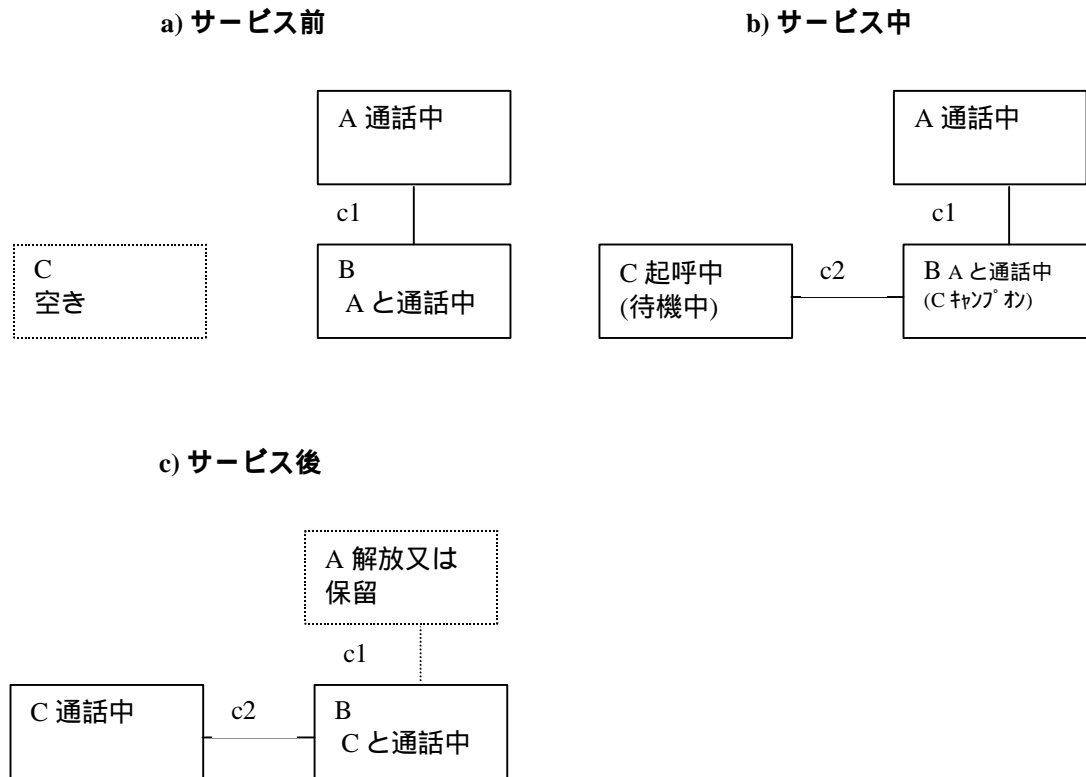 a) サービス前
A 通話中
c1
C
空き
B
A と通話中
b) サービス中
A 通話中
c1
C 起呼中
(待機中)
c2
B A と通話中
(C ｷｬﾝﾌﾟｵﾝ)
c) サービス後
A 解放又は
保留
c1
C 通話中
c2
B
C と通話中